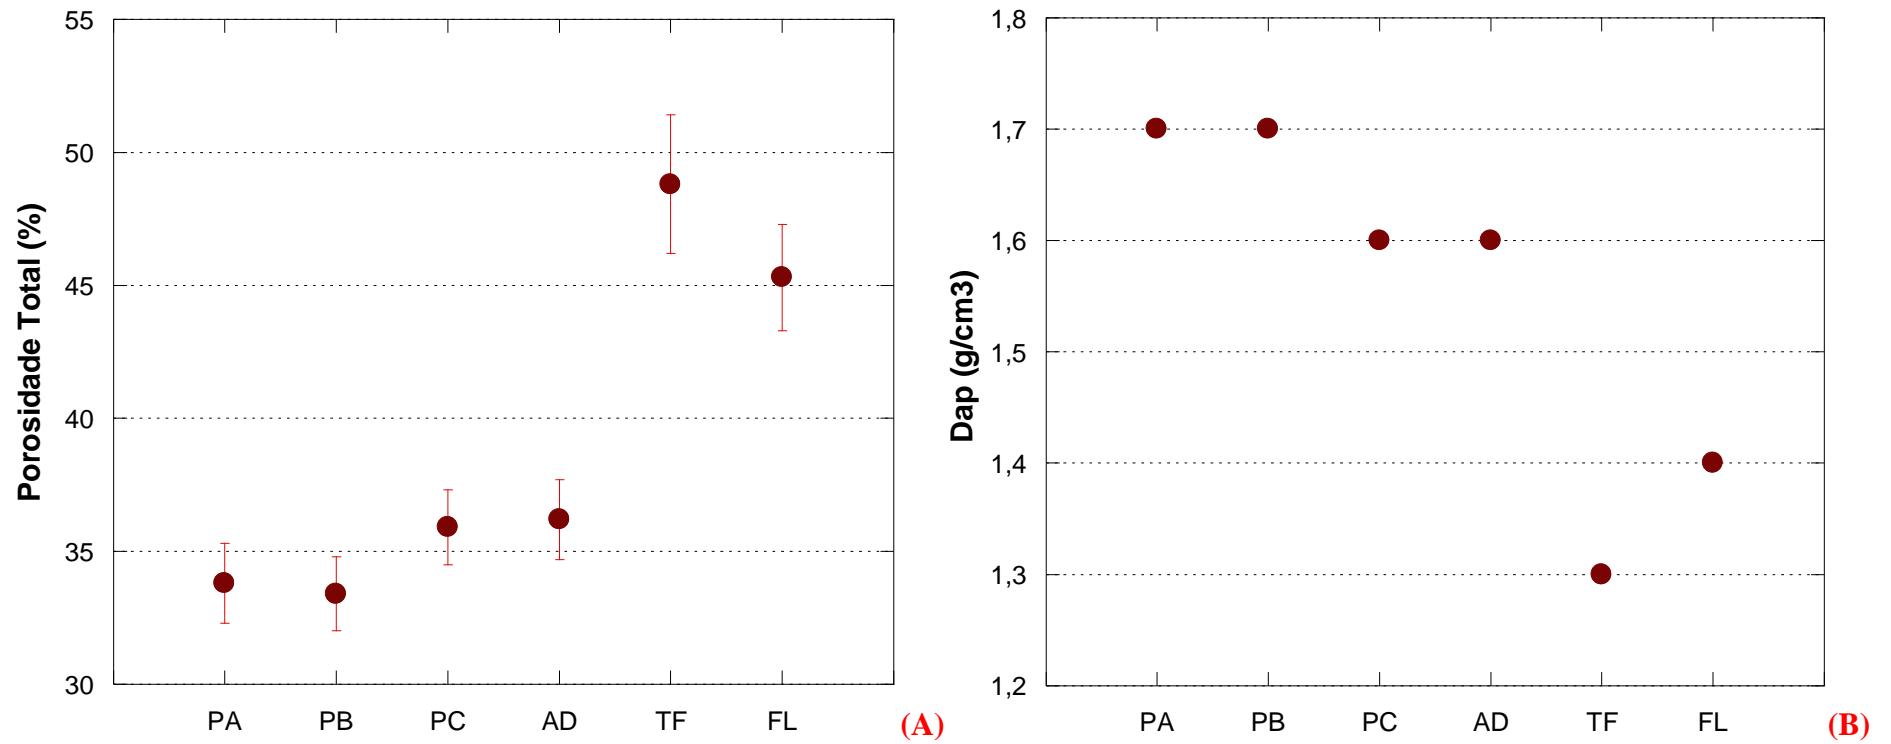 Porosidade Total (%)
55
50
45
40
35
30
PA PB PC AD TF FL
(A)
Dap (g/cm3)
1,8
1,7
1,6
1,5
1,4
1,3
1,2
PA PB PC AD TF FL
(B)